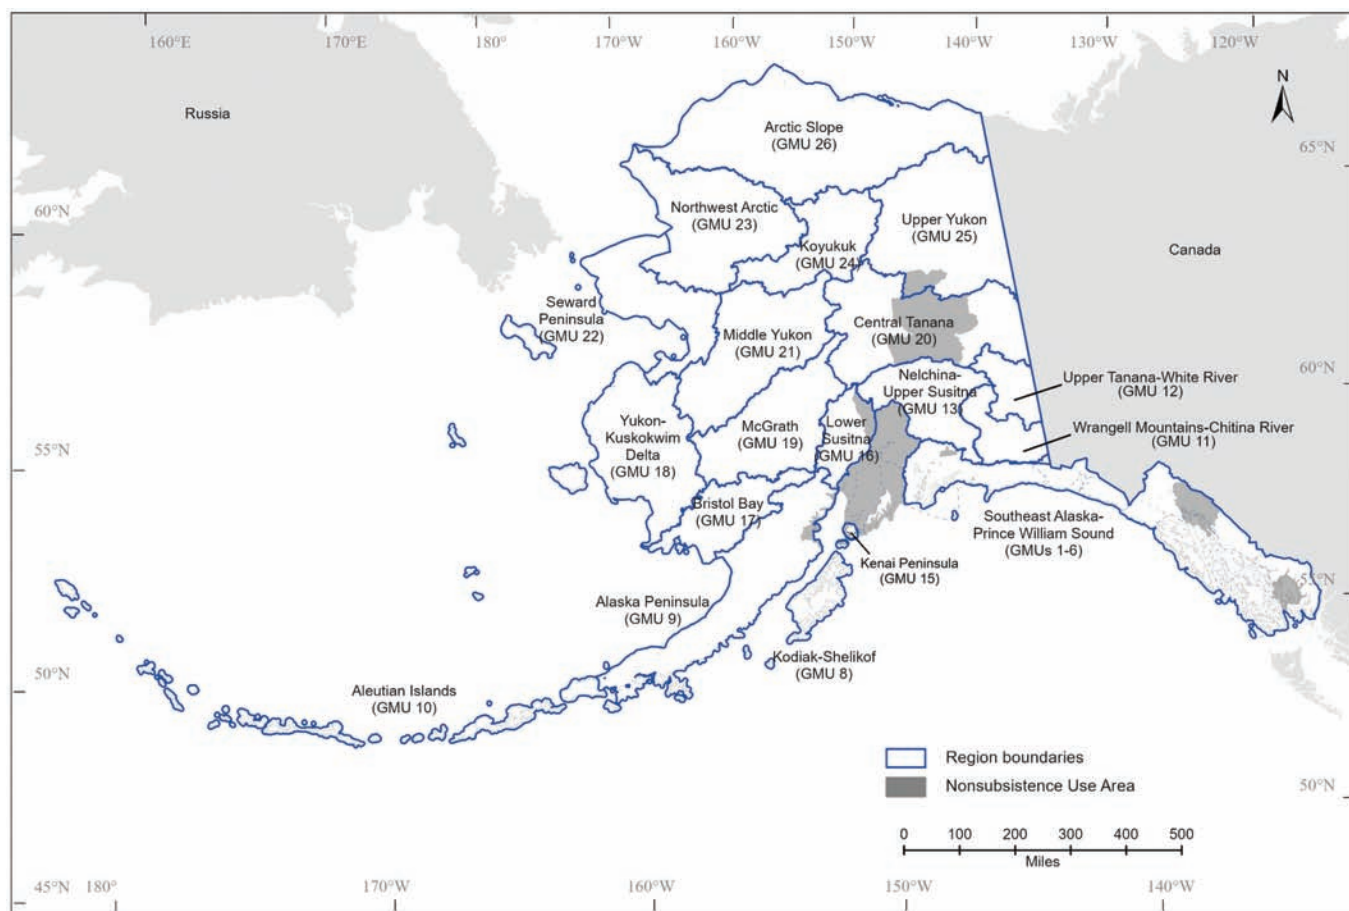 160°E
170°E
180°
170°W
160°W
150°W
140°W
130°W
120°W
N
Russia
Arctic Slope
(GMU 26)
65°N
60°N
Northwest Arctic
(GMU 23)
Upper Yukon
(GMU 25)
Koyukuk
(GMU 24)
Canada
Seward
Peninsula
(GMU 22)
Middle Yukon
(GMU 21)
Central Tanana
(GMU 20)
60°N
Nelchina-
Upper Susitna
(GMU 13)
Upper Tanana-White River
(GMU 12)
Yukon-
Kuskokwim
Delta
(GMU 18)
McGrath
(GMU 19)
Lower
Susitna
(GMU 16)
Wrangell Mountains-Chitina River
(GMU 11)
55°N
Bristol Bay
(GMU 17)
Southeast Alaska-
Prince William Sound
(GMUs 1-6)
Kenai Peninsula
(GMU 15)
55°N
Alaska Peninsula
(GMU 9)
Kodiak-Shelikof
(GMU 8)
50°N
Aleutian Islands
(GMU 10)
Region boundaries
Nonsubsistence Use Area
50°N
0 100 200 300 400 500
Miles
45°N
180°
170°W
160°W
150°W
140°W